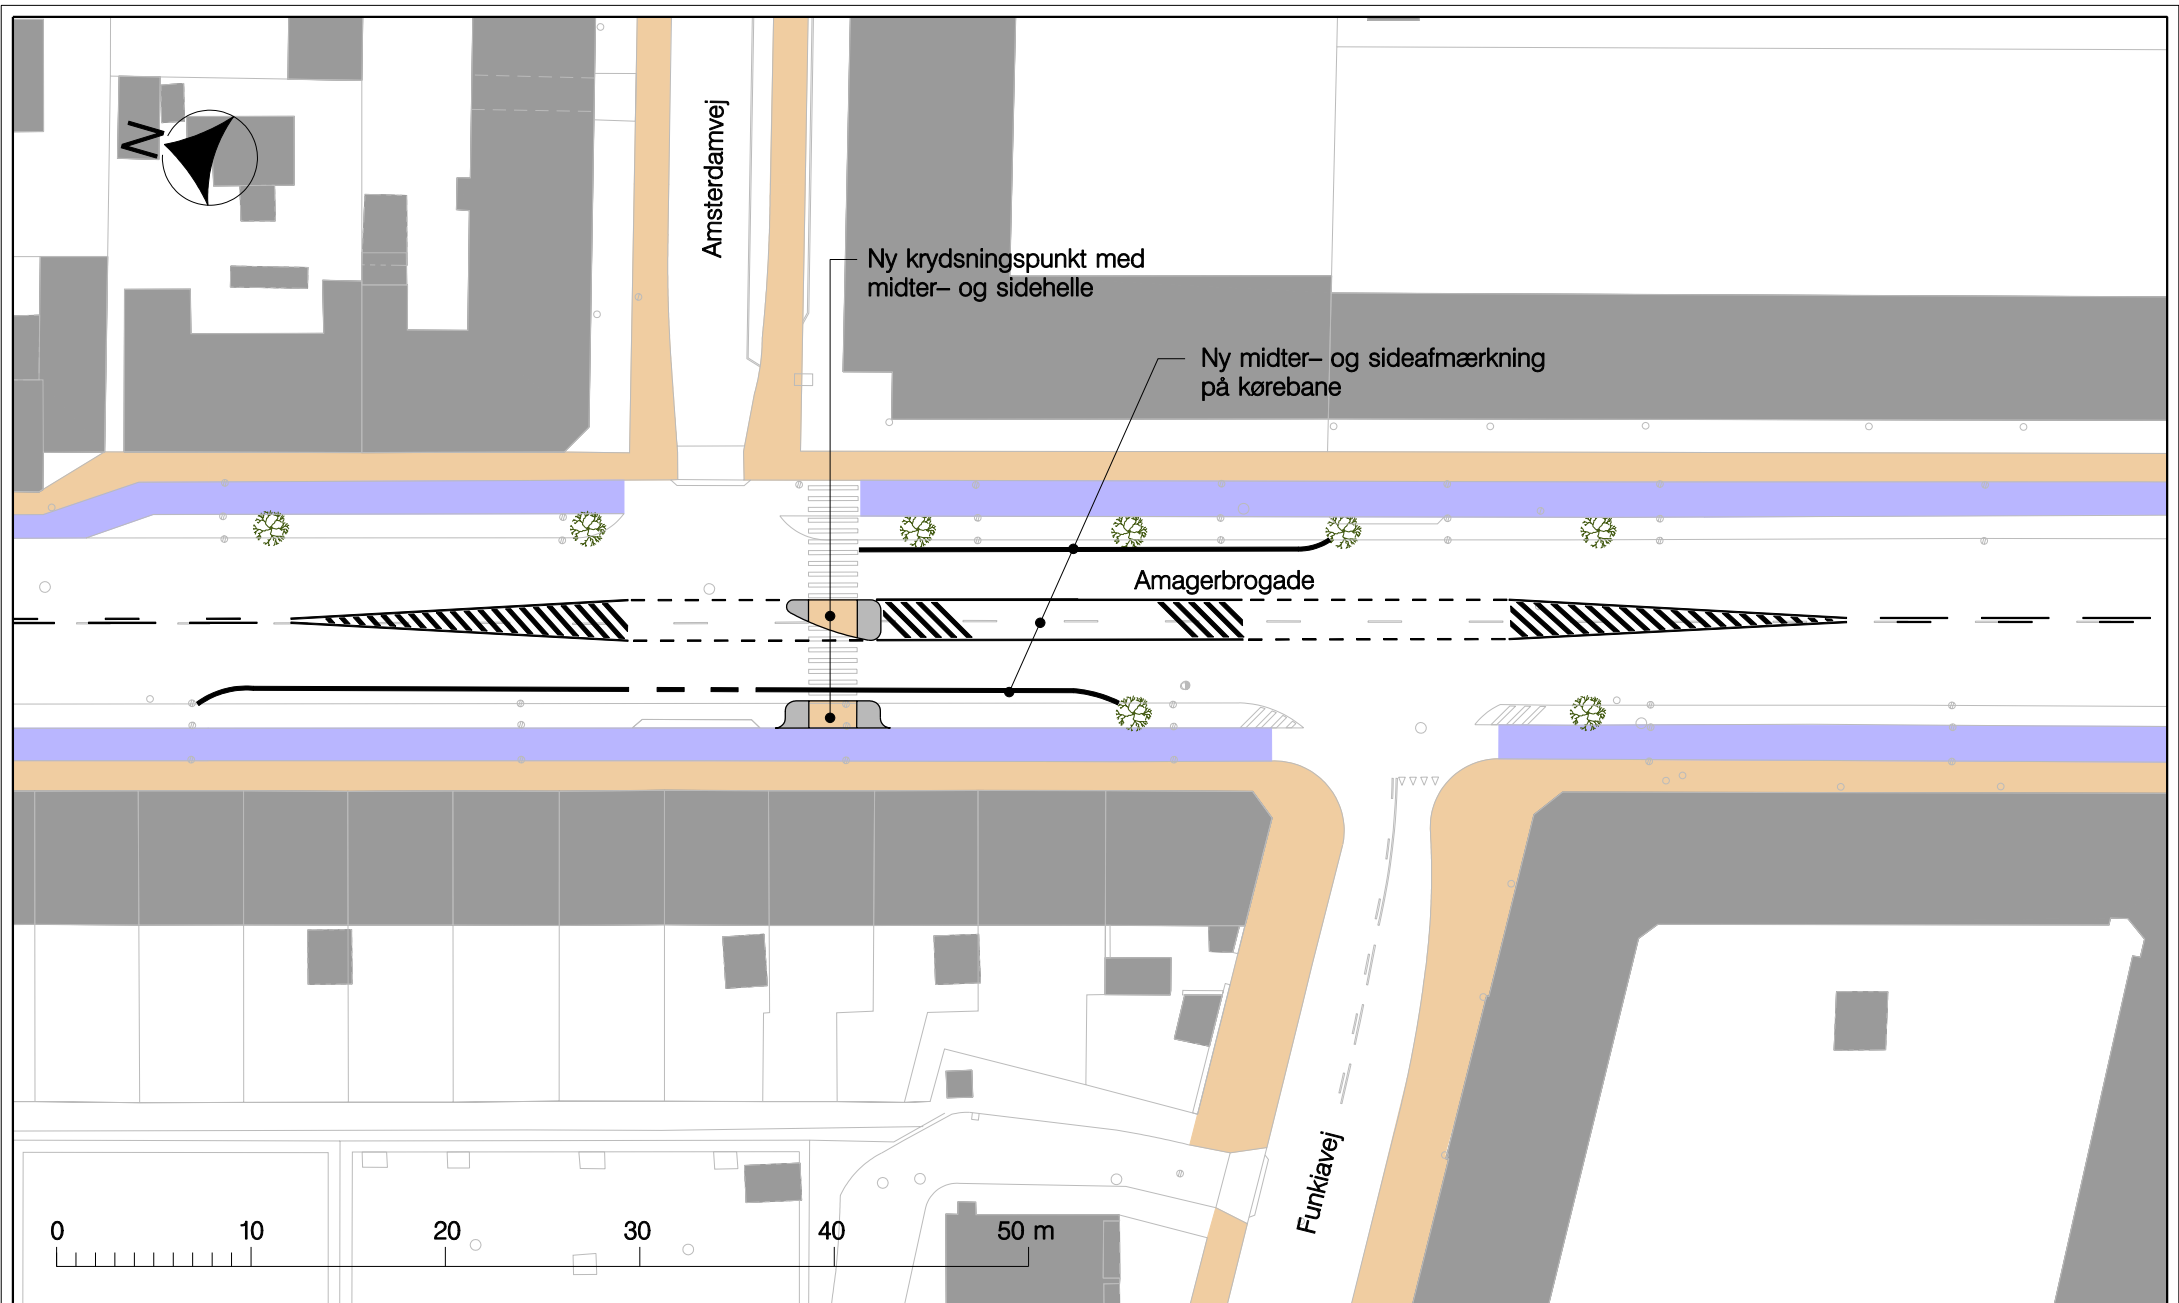 N
Amsterdamvej
Ny krydsningspunkt med
midter– og sidehelle
Ny midter– og sideafmærkning
på kørebane
Amagerbrogade
Funkiavej
0 10 20 30 40 50 m